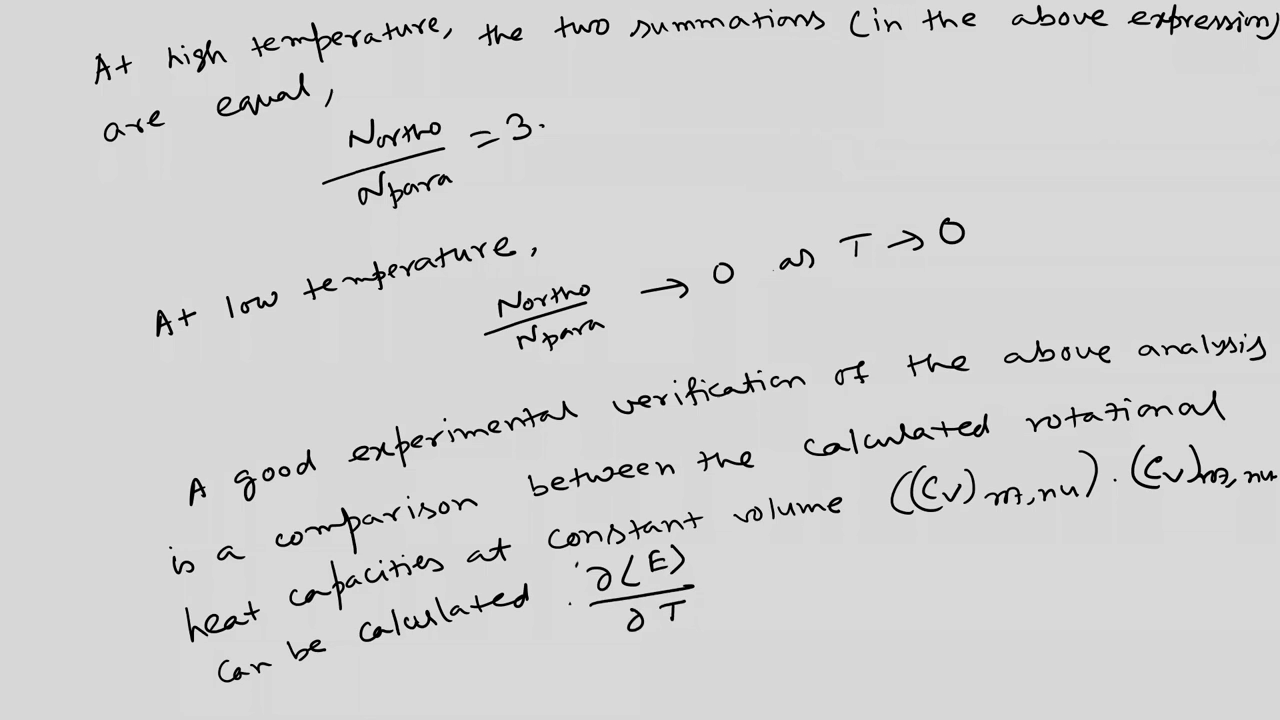 At high temperature, the two summations (in the above expression)
are equal,
Northo / Npara = 3.
At low temperature,
Northo / Npara → 0 as T → 0
A good experimental verification of the above analysis
is a comparison between the calculated rotational
heat capacities at constant volume ((Cv)rot,nu). (Cv)rot,nu
can be calculated : ∂⟨E⟩ / ∂T